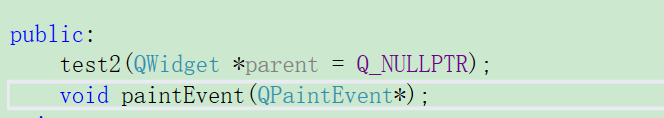 public:
test2(QWidget *parent = Q_NULLPTR);
void paintEvent(QPaintEvent*);